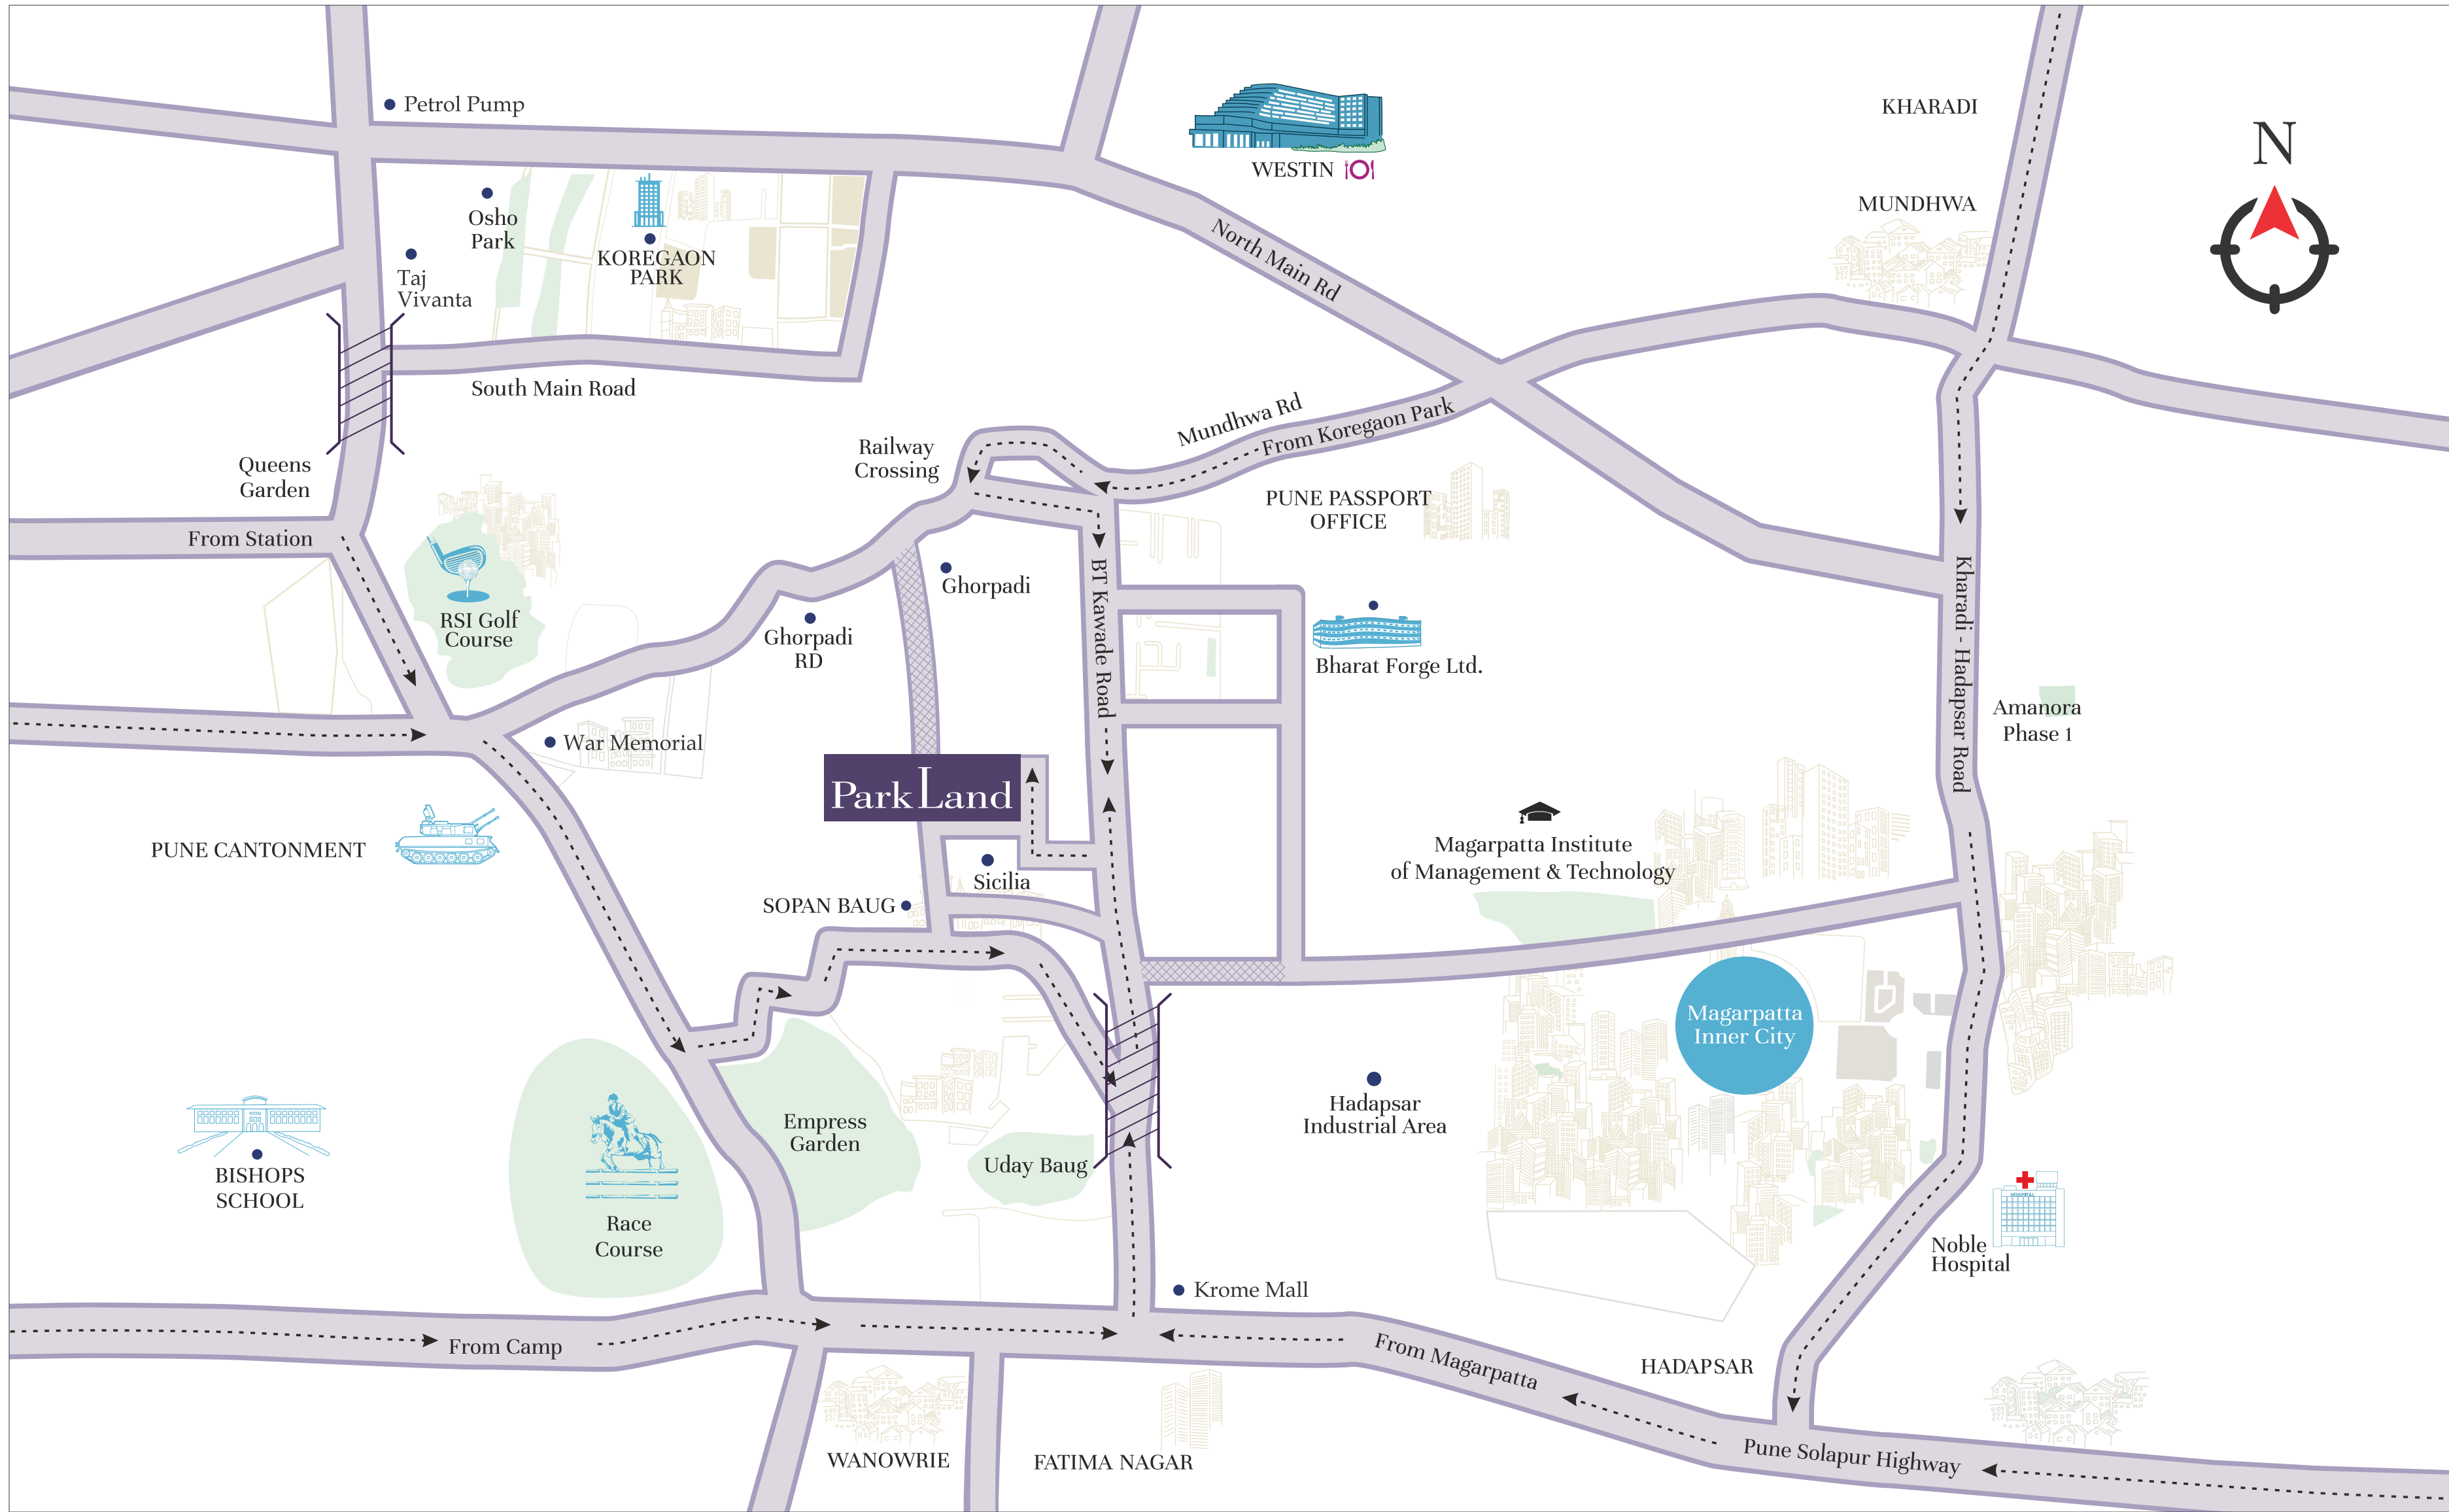 Petrol Pump
KHARADI
N
WESTIN
MUNDHWA
Osho
Park
KOREGAON
PARK
Taj
Vivanta
North Main Rd
South Main Road
Mundhwa Rd
From Koregaon Park
Railway
Crossing
Queens
Garden
PUNE PASSPORT
OFFICE
From Station
Ghorpadi
BT Kawade Road
Kharadi - Hadapsar Road
RSI Golf
Course
Ghorpadi
RD
Bharat Forge Ltd.
Amanora
Phase 1
War Memorial
ParkLand
PUNE CANTONMENT
Magarpatta Institute
of Management & Technology
Sicilia
SOPAN BAUG
Magarpatta
Inner City
Hadapsar
Industrial Area
Empress
Garden
Uday Baug
BISHOPS
SCHOOL
HOSPITAL
Race
Course
Noble
Hospital
Krome Mall
From Camp
From Magarpatta
HADAPSAR
WANOWRIE
FATIMA NAGAR
Pune Solapur Highway